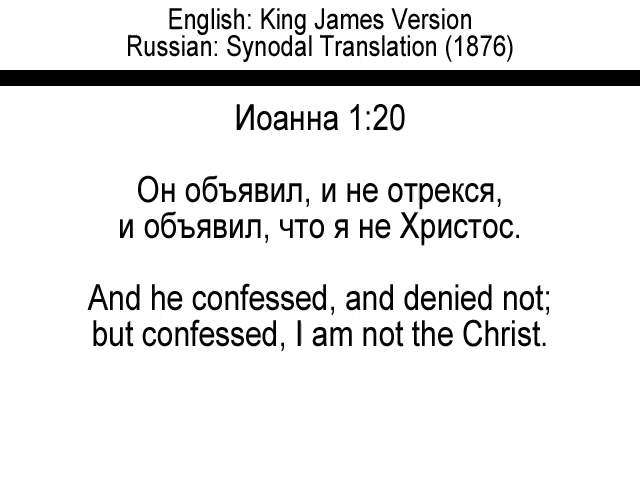 English: King James Version
Russian: Synodal Translation (1876)
Иоанна 1:20
Он объявил, и не отрекся,
и объявил, что я не Христос.
And he confessed, and denied not;
but confessed, I am not the Christ.